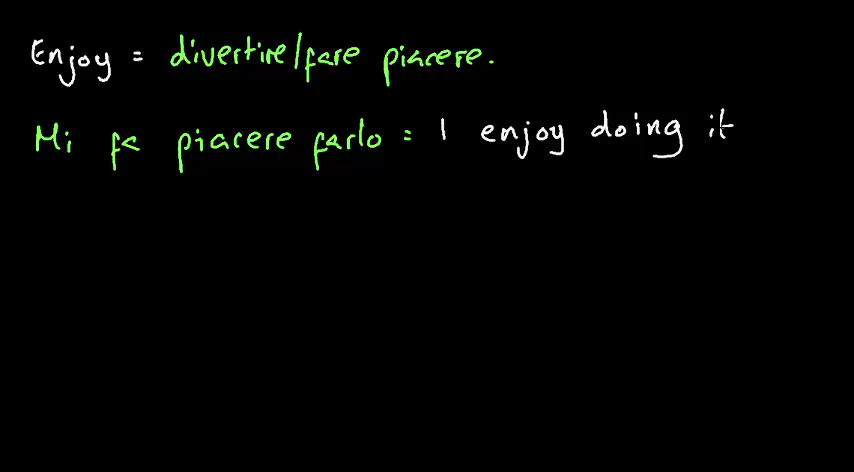 Enjoy = divertire/fare piacere.
Mi fa piacere farlo = I enjoy doing it